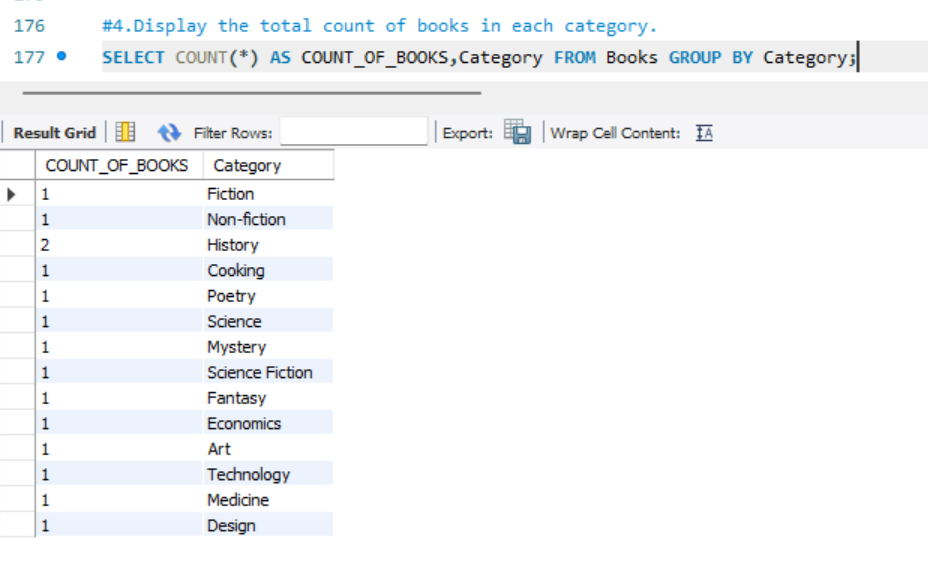 176 #4.Display the total count of books in each category.
177 SELECT COUNT(*) AS COUNT_OF_BOOKS,Category FROM Books GROUP BY Category;
Result Grid Filter Rows: Export: Wrap Cell Content: IA
COUNT_OF_BOOKS Category
1 Fiction
1 Non-fiction
2 History
1 Cooking
1 Poetry
1 Science
1 Mystery
1 Science Fiction
1 Fantasy
1 Economics
1 Art
1 Technology
1 Medicine
1 Design